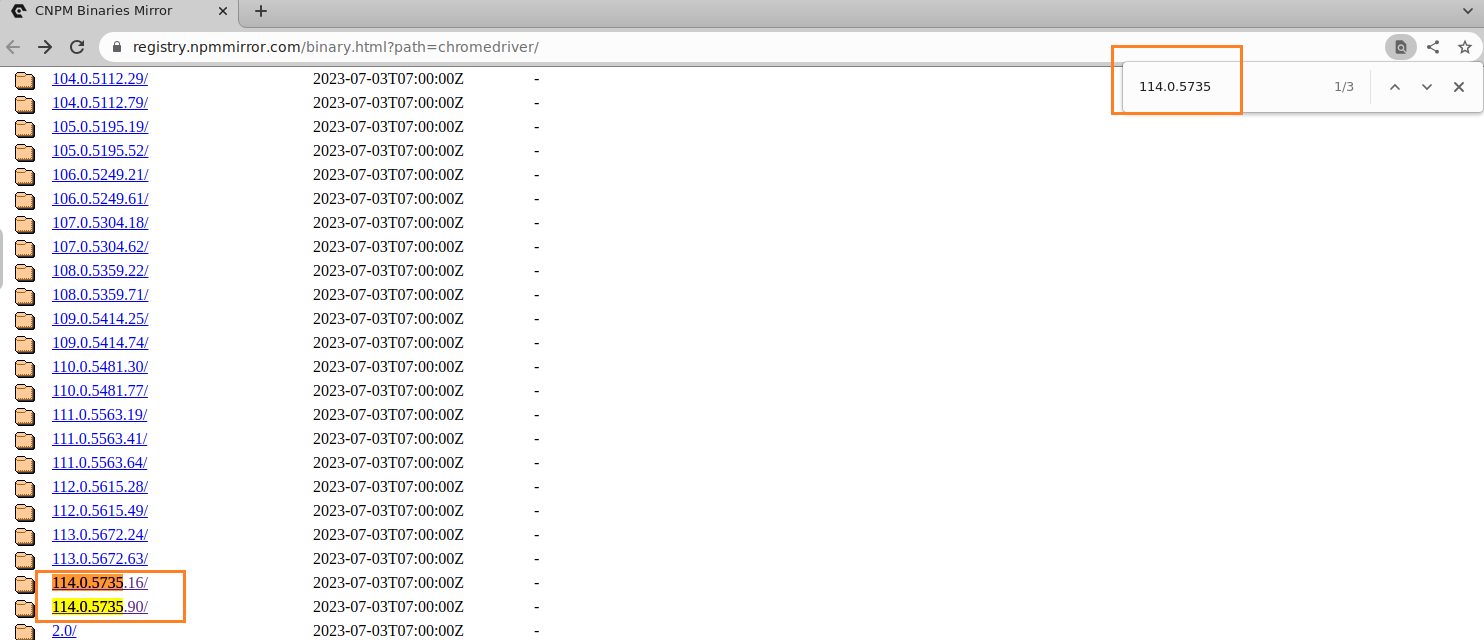 CNPM Binaries Mirror
registry.npmmirror.com/binary.html?path=chromedriver/
114.0.5735 1/3
104.0.5112.29/ 2023-07-03T07:00:00Z -
104.0.5112.79/ 2023-07-03T07:00:00Z -
105.0.5195.19/ 2023-07-03T07:00:00Z -
105.0.5195.52/ 2023-07-03T07:00:00Z -
106.0.5249.21/ 2023-07-03T07:00:00Z -
106.0.5249.61/ 2023-07-03T07:00:00Z -
107.0.5304.18/ 2023-07-03T07:00:00Z -
107.0.5304.62/ 2023-07-03T07:00:00Z -
108.0.5359.22/ 2023-07-03T07:00:00Z -
108.0.5359.71/ 2023-07-03T07:00:00Z -
109.0.5414.25/ 2023-07-03T07:00:00Z -
109.0.5414.74/ 2023-07-03T07:00:00Z -
110.0.5481.30/ 2023-07-03T07:00:00Z -
110.0.5481.77/ 2023-07-03T07:00:00Z -
111.0.5563.19/ 2023-07-03T07:00:00Z -
111.0.5563.41/ 2023-07-03T07:00:00Z -
111.0.5563.64/ 2023-07-03T07:00:00Z -
112.0.5615.28/ 2023-07-03T07:00:00Z -
112.0.5615.49/ 2023-07-03T07:00:00Z -
113.0.5672.24/ 2023-07-03T07:00:00Z -
113.0.5672.63/ 2023-07-03T07:00:00Z -
114.0.5735.16/ 2023-07-03T07:00:00Z -
114.0.5735.90/ 2023-07-03T07:00:00Z -
2.0/ 2023-07-03T07:00:00Z -